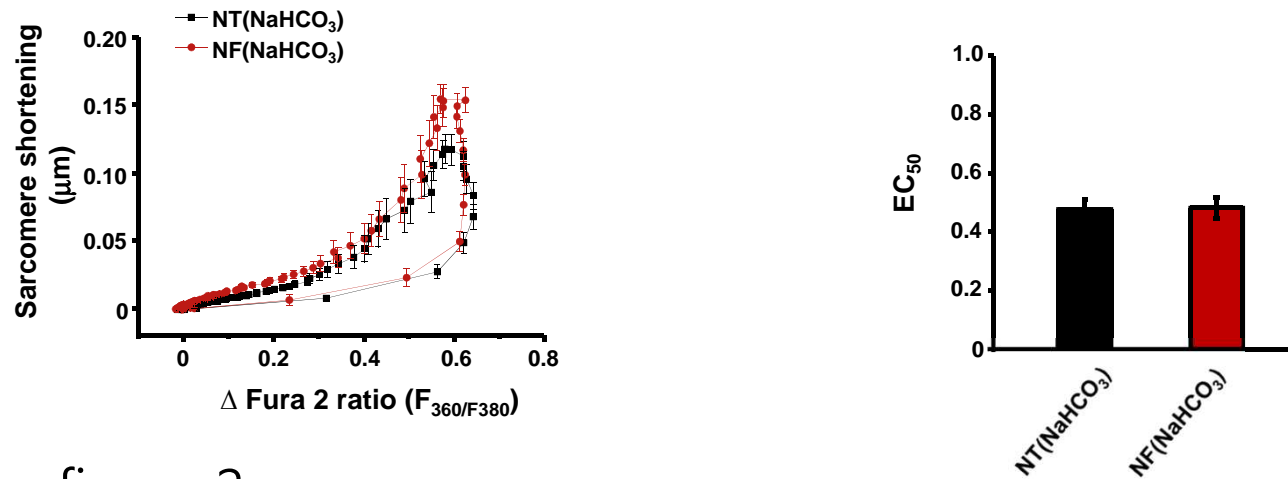 NT(NaHCO3)
NF(NaHCO3)
Sarcomere shortening
(μm)
0.20
0.15
0.10
0.05
0
0 0.2 0.4 0.6 0.8
Δ Fura 2 ratio (F360/F380)
EC50
1.0
0.8
0.6
0.4
0.2
0
NT(NaHCO3)
NF(NaHCO3)